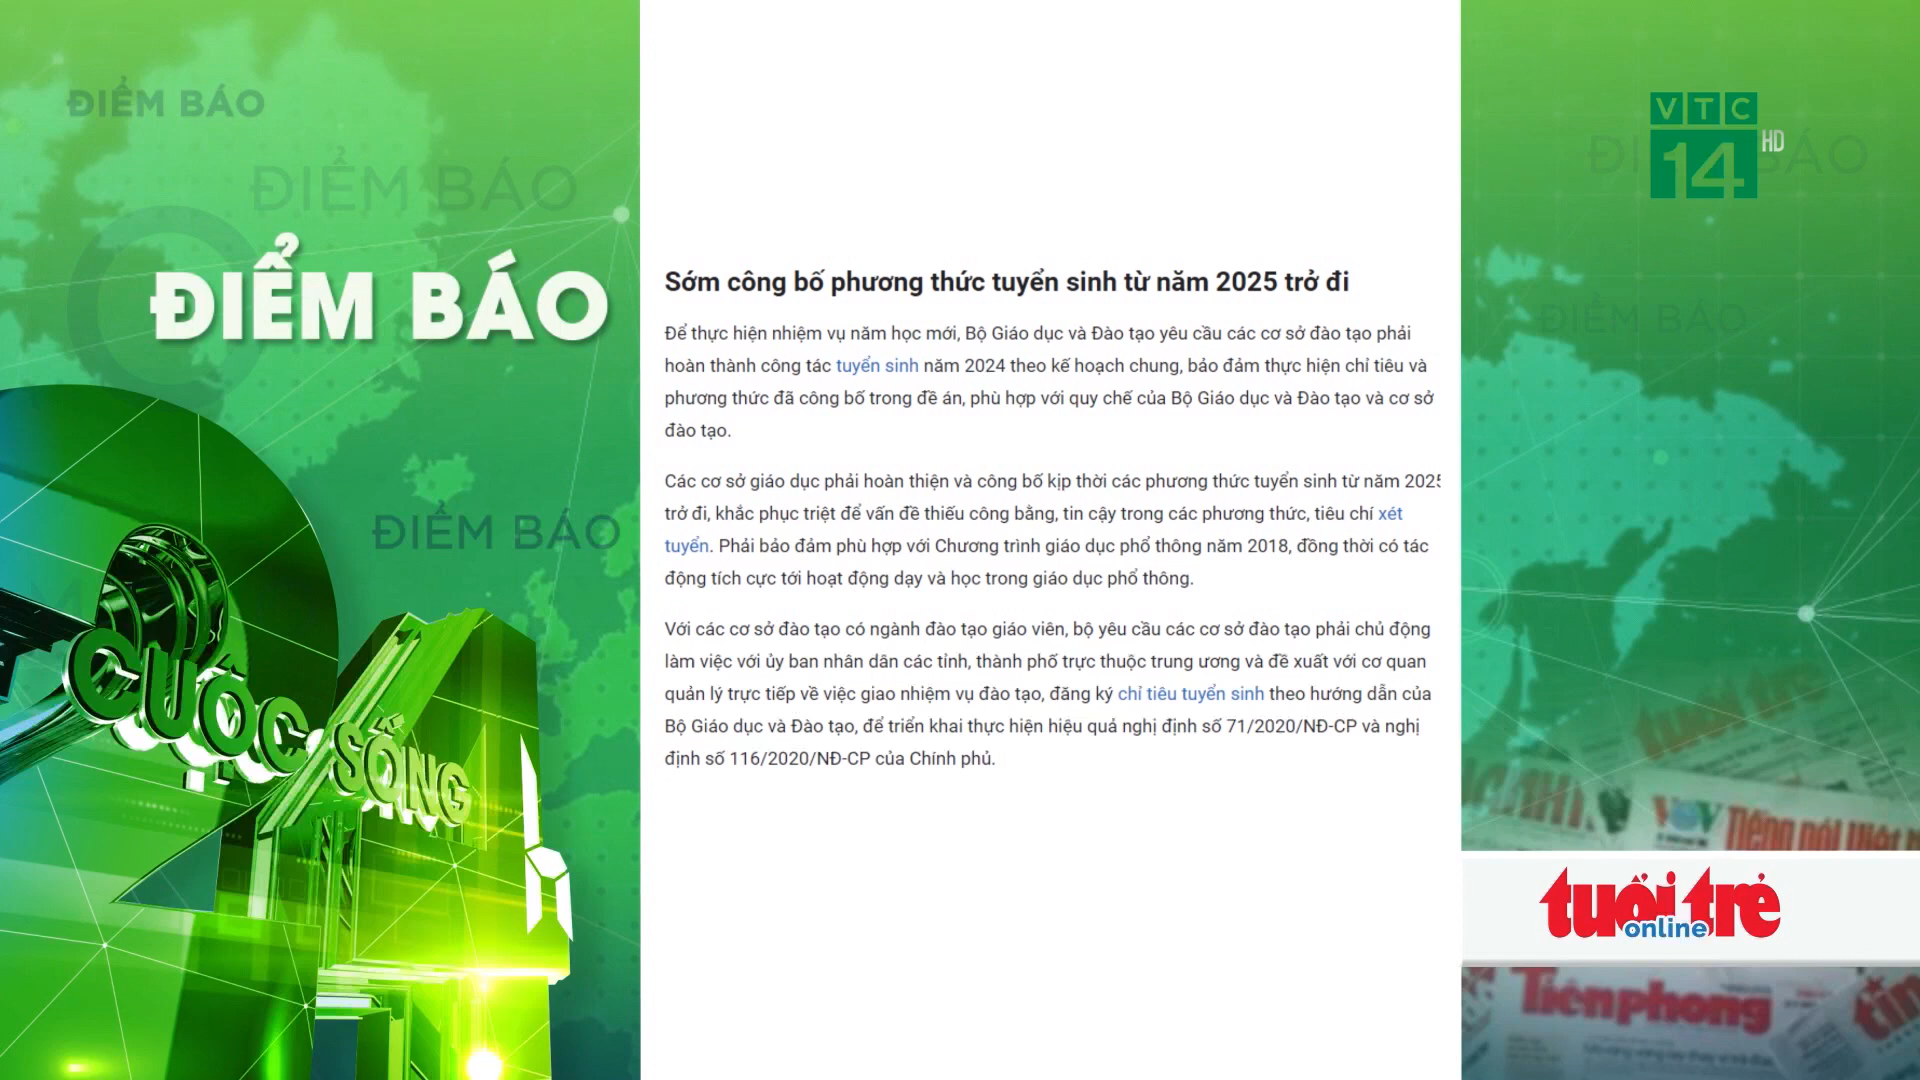 ĐIỂM BÁO
ĐIỂM BÁO
ĐIỂM BÁO
ĐIỂM BÁO
CUỘC SỐNG
24h
Sớm công bố phương thức tuyển sinh từ năm 2025 trở đi
Để thực hiện nhiệm vụ năm học mới, Bộ Giáo dục và Đào tạo yêu cầu các cơ sở đào tạo phải
hoàn thành công tác tuyển sinh năm 2024 theo kế hoạch chung, bảo đảm thực hiện chỉ tiêu và
phương thức đã công bố trong đề án, phù hợp với quy chế của Bộ Giáo dục và Đào tạo và cơ sở
đào tạo.
Các cơ sở giáo dục phải hoàn thiện và công bố kịp thời các phương thức tuyển sinh từ năm 2025
trở đi, khắc phục triệt để vấn đề thiếu công bằng, tin cậy trong các phương thức, tiêu chí xét
tuyển. Phải bảo đảm phù hợp với Chương trình giáo dục phổ thông năm 2018, đồng thời có tác
động tích cực tới hoạt động dạy và học trong giáo dục phổ thông.
Với các cơ sở đào tạo có ngành đào tạo giáo viên, bộ yêu cầu các cơ sở đào tạo phải chủ động
làm việc với ủy ban nhân dân các tỉnh, thành phố trực thuộc trung ương và đề xuất với cơ quan
quản lý trực tiếp về việc giao nhiệm vụ đào tạo, đăng ký chỉ tiêu tuyển sinh theo hướng dẫn của
Bộ Giáo dục và Đào tạo, để triển khai thực hiện hiệu quả nghị định số 71/2020/NĐ-CP và nghị
định số 116/2020/NĐ-CP của Chính phủ.
VTC
14 HD
ĐIỂM BÁO
tuổi trẻ
VOV Tiếng nói Việt
tuổi trẻ
online
Tiền phong